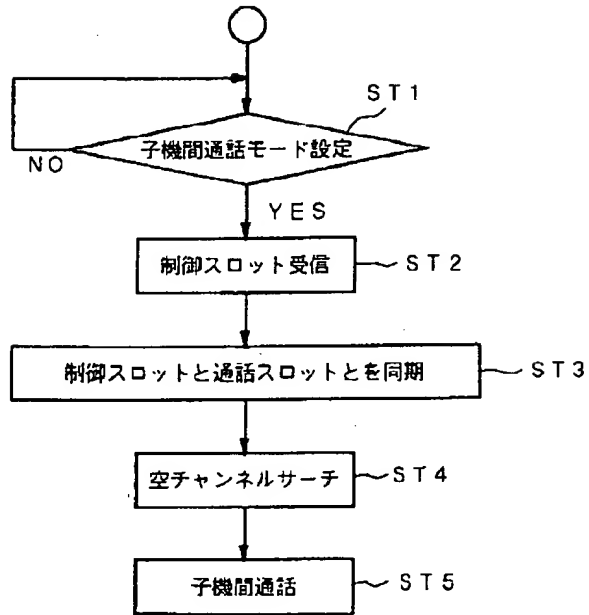 ST1
子機間通話モード設定
NO
YES
制御スロット受信
ST2
制御スロットと通話スロットとを同期
ST3
空チャンネルサーチ
ST4
子機間通話
ST5